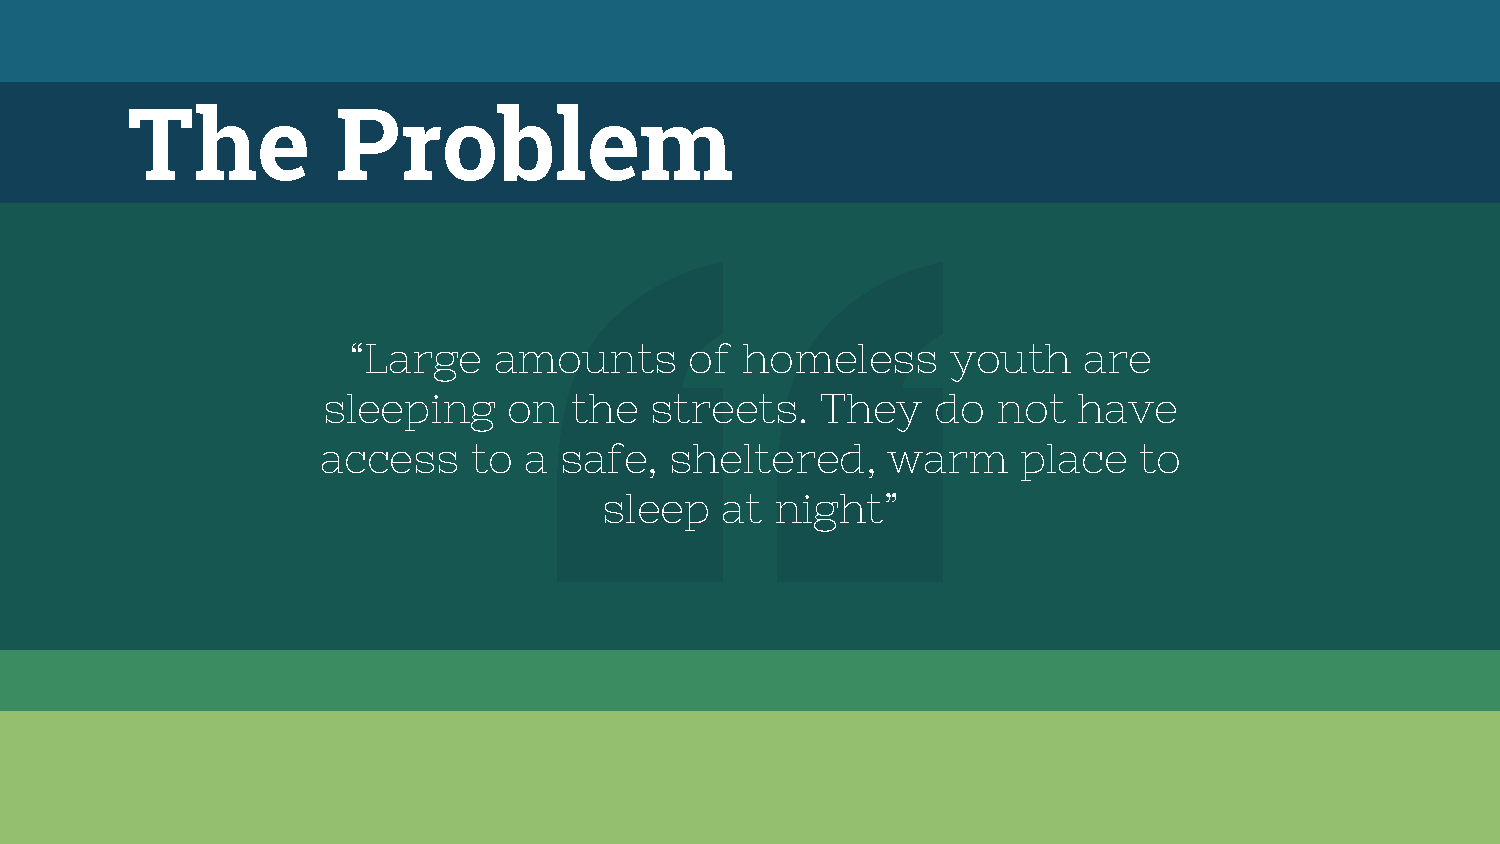 The Problem
“Large amounts of homeless youth are
sleeping on the streets. They do not have
access to a safe, sheltered, warm place to
sleep at night”